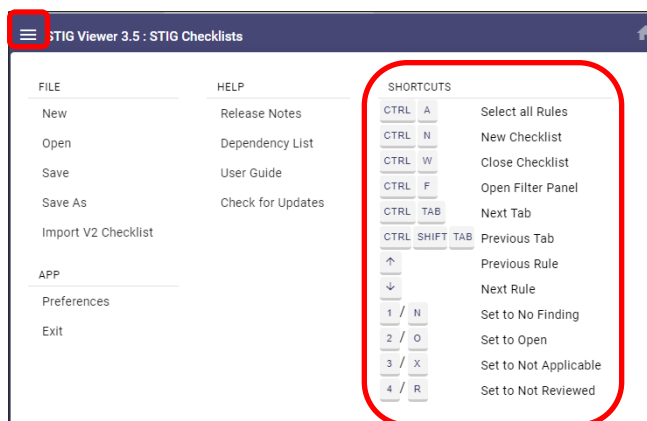 STIG Viewer 3.5 : STIG Checklists
FILE
New
Open
Save
Save As
Import V2 Checklist
APP
Preferences
Exit
HELP
Release Notes
Dependency List
User Guide
Check for Updates
SHORTCUTS
CTRL A Select all Rules
CTRL N New Checklist
CTRL W Close Checklist
CTRL F Open Filter Panel
CTRL TAB Next Tab
CTRL SHIFT TAB Previous Tab
↑ Previous Rule
↓ Next Rule
1 / N Set to No Finding
2 / O Set to Open
3 / X Set to Not Applicable
4 / R Set to Not Reviewed